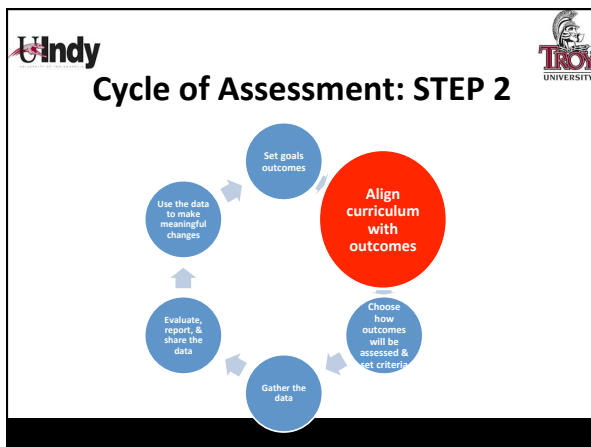 UIndy
TROY
UNIVERSITY
Cycle of Assessment: STEP 2
Set goals
outcomes
Align
curriculum
with
outcomes
Choose
how
outcomes
will be
assessed &
set criteria
Gather the
data
Evaluate,
report, &
share the
data
Use the data
to make
meaningful
changes